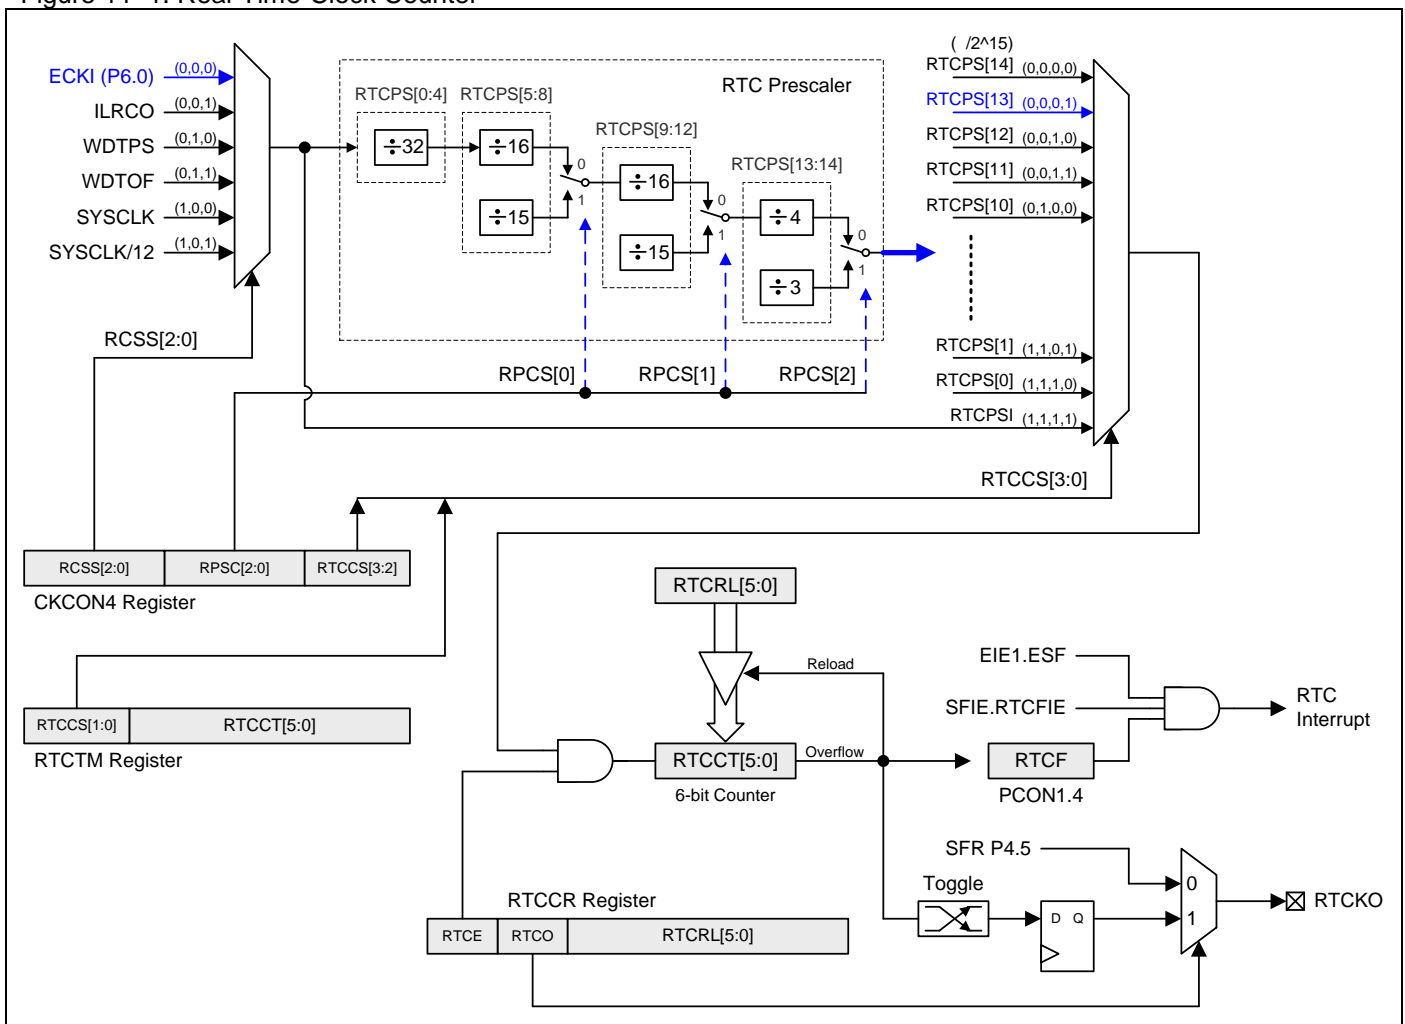 Figure 11–1. Real-Time-Clock Counter
( /2^15)
ECKI (P6.0) (0,0,0)
ILRCO (0,0,1)
WDTPS (0,1,0)
WDTOF (0,1,1)
SYSCLK (1,0,0)
SYSCLK/12 (1,0,1)
RTC Prescaler
RTCPS[0:4]
÷32
RTCPS[5:8]
÷16
÷15
0
1
RTCPS[9:12]
÷16
÷15
0
1
RTCPS[13:14]
÷4
÷3
0
1
RTCPS[14] (0,0,0,0)
RTCPS[13] (0,0,0,1)
RTCPS[12] (0,0,1,0)
RTCPS[11] (0,0,1,1)
RTCPS[10] (0,1,0,0)
RTCPS[1] (1,1,0,1)
RTCPS[0] (1,1,1,0)
RTCPSI (1,1,1,1)
RCSS[2:0]
RPCS[0]
RPCS[1]
RPCS[2]
RTCCS[3:0]
RCSS[2:0] RPSC[2:0] RTCCS[3:2]
CKCON4 Register
RTCCS[1:0] RTCCT[5:0]
RTCTM Register
RTCRL[5:0]
Reload
RTCCT[5:0]
6-bit Counter
Overflow
EIE1.ESF
SFIE.RTCFIE
RTCF
PCON1.4
RTC
Interrupt
SFR P4.5
Toggle
D Q
0
1
RTCKO
RTCCR Register
RTCE RTCO RTCRL[5:0]